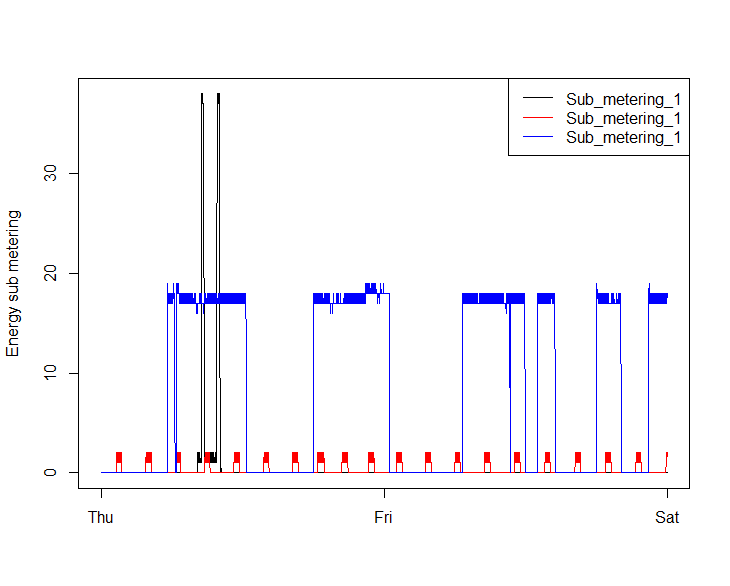 Sub_metering_1
Sub_metering_1
Sub_metering_1
Energy sub metering
30
20
10
0
Thu Fri Sat